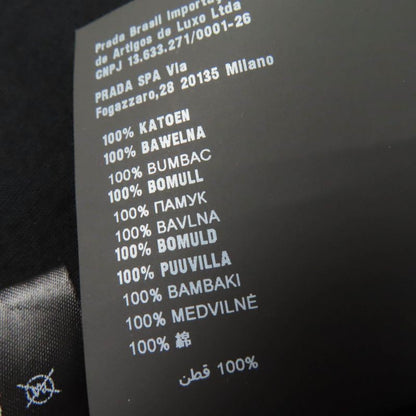 Prada Brasil Importaç
de Artigos de Luxo Ltda
CNPJ 13.633.271/0001-26
PRADA SPA Via
Fogazzaro,28 20135 Milano
100% KATOEN
100% BAWELNA
100% BUMBAC
100% BOMULL
100% ПАМУК
100% BAVLNA
100% BOMULD
100% PUUVILLA
100% BAMBAKI
100% MEDVILNĖ
100% 綿
100% قطن